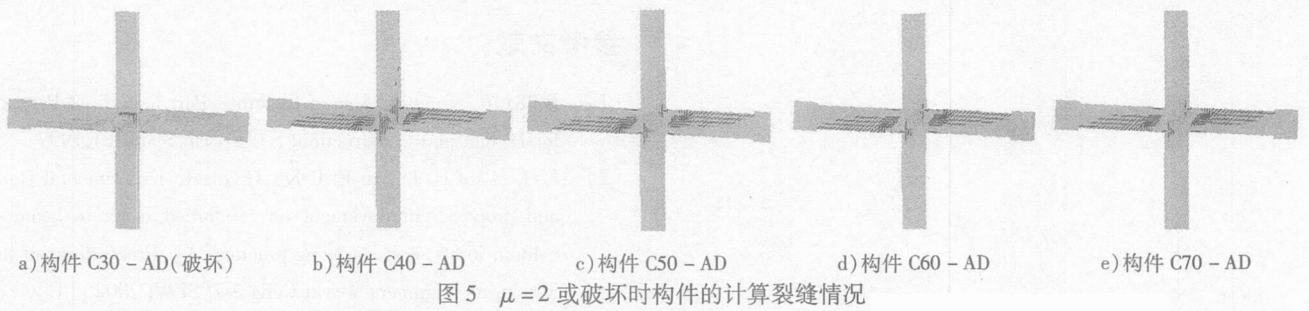 a)构件 C30-AD(破坏)
b)构件 C40-AD
c)构件 C50-AD
d)构件 C60-AD
e)构件 C70-AD
图5 μ=2 或破坏时构件的计算裂缝情况